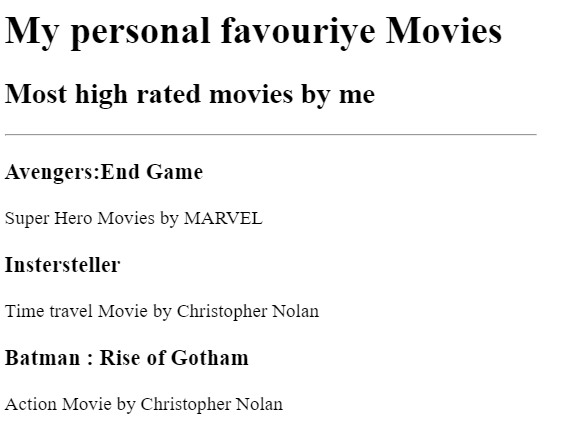 My personal favouriye Movies
Most high rated movies by me
Avengers:End Game
Super Hero Movies by MARVEL
Instersteller
Time travel Movie by Christopher Nolan
Batman : Rise of Gotham
Action Movie by Christopher Nolan